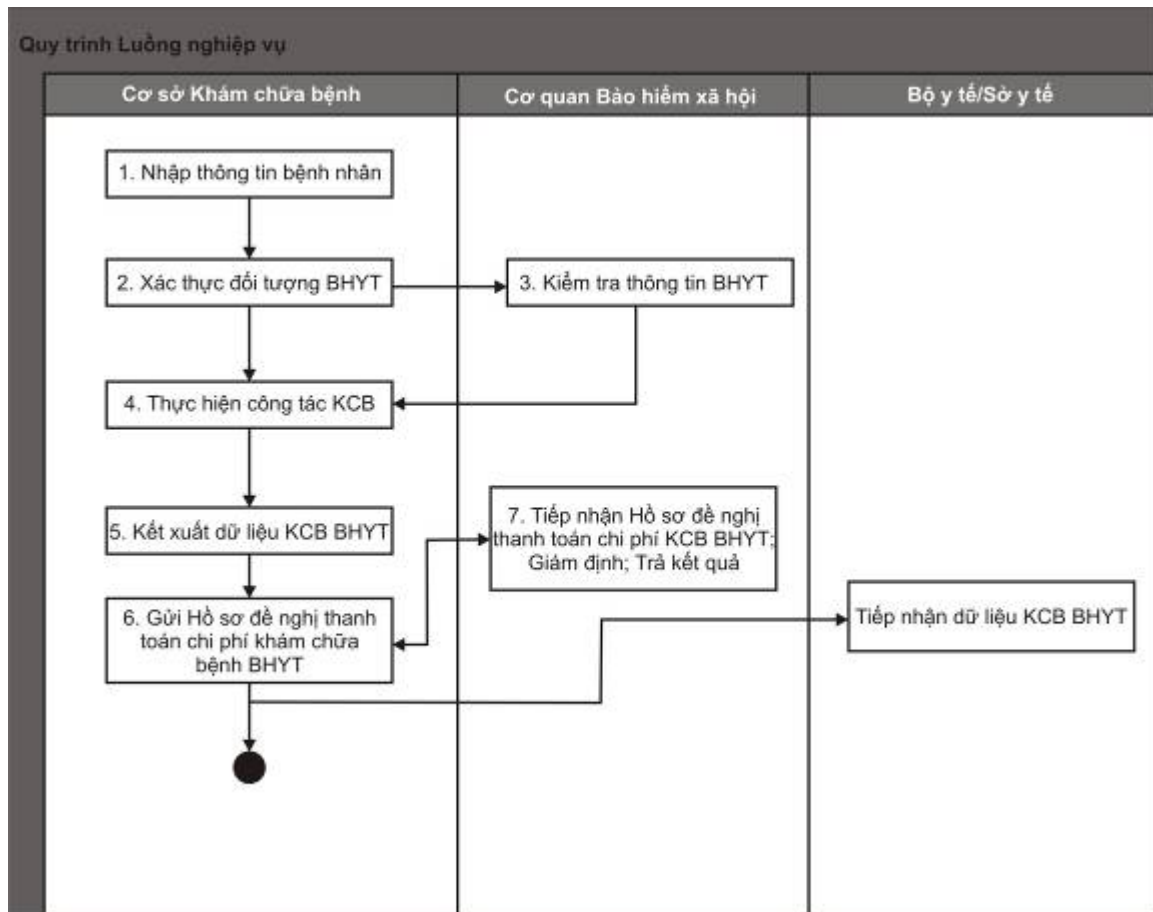 Quy trình Luồng nghiệp vụ
Cơ sở Khám chữa bệnh
Cơ quan Bảo hiểm xã hội
Bộ y tế/Sở y tế
1. Nhập thông tin bệnh nhân
2. Xác thực đối tượng BHYT
3. Kiểm tra thông tin BHYT
4. Thực hiện công tác KCB
5. Kết xuất dữ liệu KCB BHYT
7. Tiếp nhận Hồ sơ đề nghị
thanh toán chi phí KCB BHYT;
Giám định; Trả kết quả
6. Gửi Hồ sơ đề nghị thanh
toán chi phí khám chữa
bệnh BHYT
Tiếp nhận dữ liệu KCB BHYT